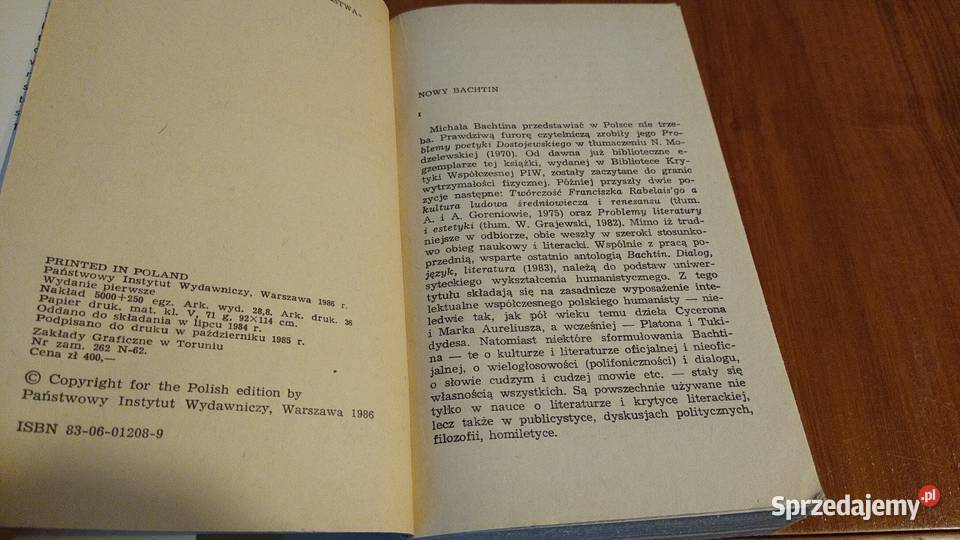 STWA-
PRINTED IN POLAND
Państwowy Instytut Wydawniczy, Warszawa 1986 r.
Wydanie pierwsze
Nakład 5000+250 egz. Ark. wyd. 28,8. Ark. druk. 36
Papier druk. mat. kl. V, 71 g, 92×114 cm.
Oddano do składania w lipcu 1984 r.
Podpisano do druku w październiku 1985 r.
Zakłady Graficzne w Toruniu
Nr zam. 262 N-62.
Cena zł 400,—
© Copyright for the Polish edition by
Państwowy Instytut Wydawniczy, Warszawa 1986
ISBN 83-06-01208-9
NOWY BACHTIN
I
Michała Bachtina przedstawiać w Polsce nie trze-
ba. Prawdziwą furorę czytelniczą zrobiły jego Pro-
blemy poetyki Dostojewskiego w tłumaczeniu N. Mo-
dzelewskiej (1970). Od dawna już biblioteczne e-
gzemplarze tej książki, wydanej w Bibliotece Kry-
tyki Współczesnej PIW, zostały zaczytane do granic
wytrzymałości fizycznej. Później przyszły dwie po-
zycje następne: Twórczość Franciszka Rabelais'go a
kultura ludowa średniowiecza i renesansu (tłum.
A. i A. Goreniowie, 1975) oraz Problemy literatury
i estetyki (tłum. W. Grajewski, 1982). Mimo iż trud-
niejsze w odbiorze, obie weszły w szeroki stosunko-
wo obieg naukowy i literacki. Wspólnie z pracą po-
przednią, wsparte ostatnio antologią Bachtin. Dialog,
język, literatura (1983), należą do podstaw uniwer-
syteckiego wykształcenia humanistycznego. Z tego
tytułu składają się na zasadnicze wyposażenie inte-
lektualne współczesnego polskiego humanisty — nie-
ledwie tak, jak pół wieku temu dzieła Cycerona
i Marka Aureliusza, a wcześniej — Platona i Tuki-
dydesa. Natomiast niektóre sformułowania Bachti-
na — te o kulturze i literaturze oficjalnej i nieofic-
jalnej, o wielogłosowości (polifoniczności) i dialogu,
o słowie cudzym i cudzej mowie etc. — stały się
własnością wszystkich. Są powszechnie używane nie
tylko w nauce o literaturze i krytyce literackiej,
lecz także w publicystyce, dyskusjach politycznych,
filozofii, homiletyce.
Sprzedajemy.pl